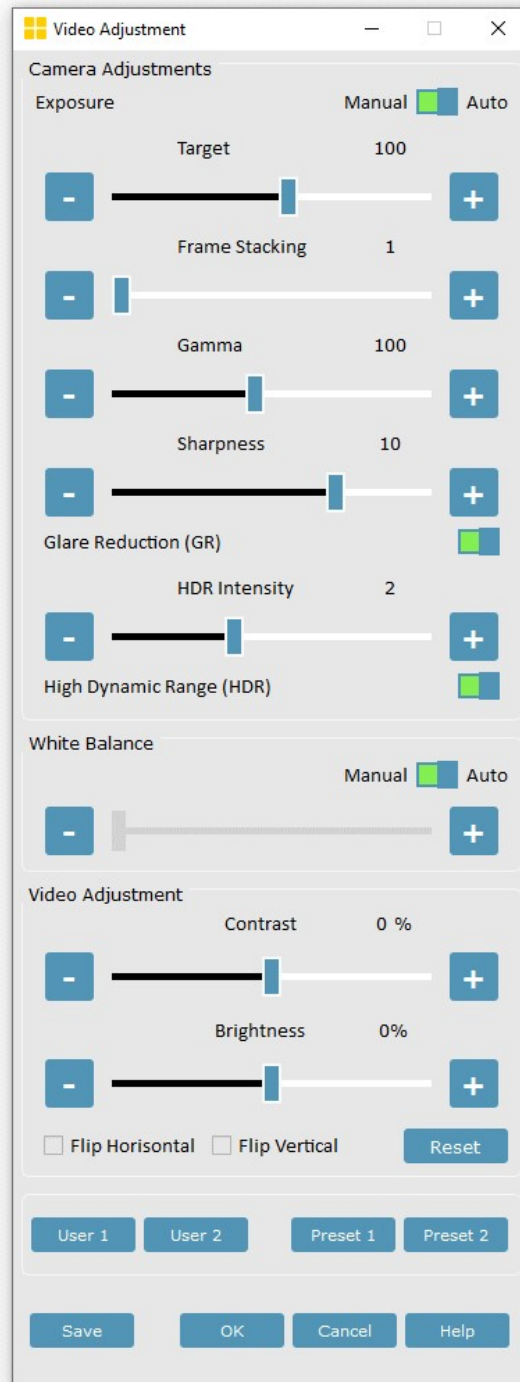 Video Adjustment
Camera Adjustments
Exposure Manual Auto
Target 100
- +
Frame Stacking 1
- +
Gamma 100
- +
Sharpness 10
- +
Glare Reduction (GR)
HDR Intensity 2
- +
High Dynamic Range (HDR)
White Balance
Manual Auto
- +
Video Adjustment
Contrast 0 %
- +
Brightness 0%
- +
Flip Horisontal Flip Vertical Reset
User 1 User 2 Preset 1 Preset 2
Save OK Cancel Help